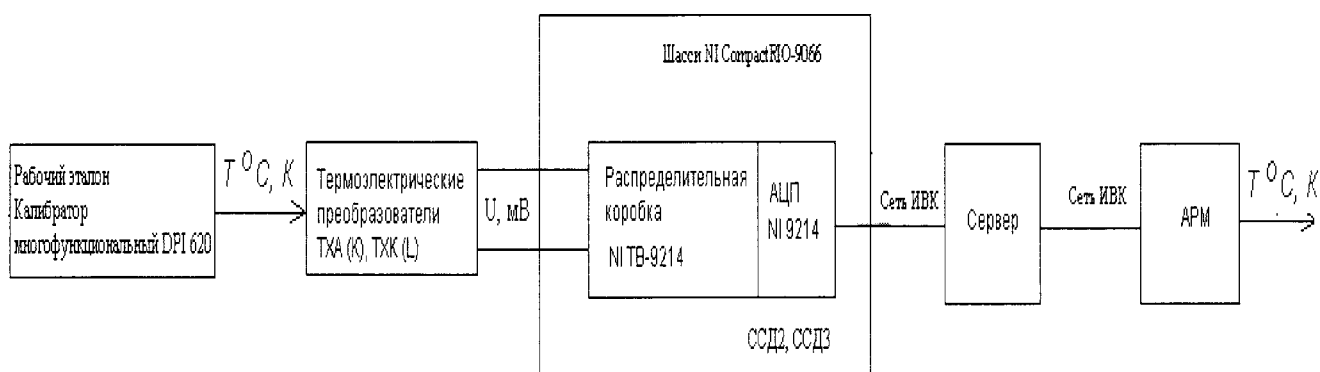 Шасси NI CompactRIO-9066
Рабочий эталон
Калибратор
многофункциональный DPI 620
T °C, K
Термоэлектрические
преобразователи
ТХА (К), ТХК (L)
U, мВ
Распределительная
коробка
NI TB-9214
АЦП
NI 9214
ССД2, ССД3
Сеть ИВК
Сервер
Сеть ИВК
АРМ
T °C, K